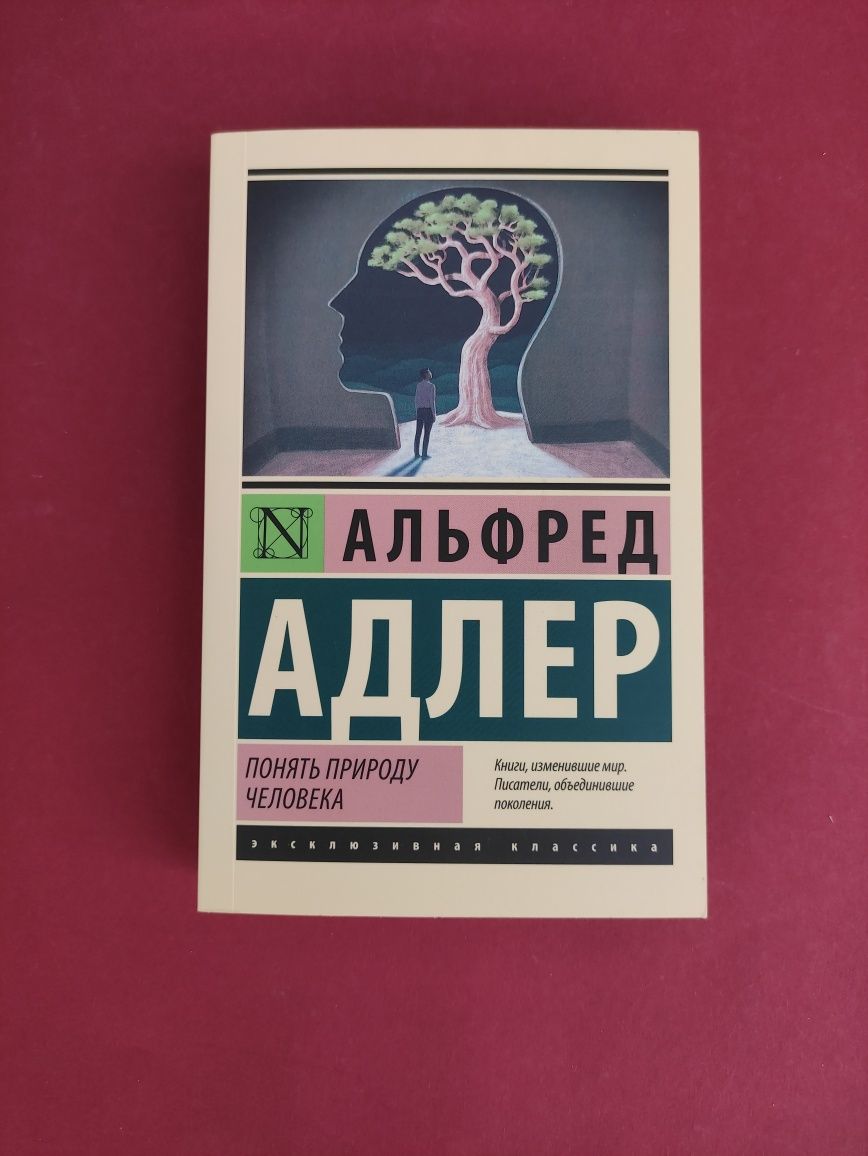 N
АЛЬФРЕД
АДЛЕР
ПОНЯТЬ ПРИРОДУ
ЧЕЛОВЕКА
Книги, изменившие мир.
Писатели, объединившие
поколения.
эксклюзивная классика